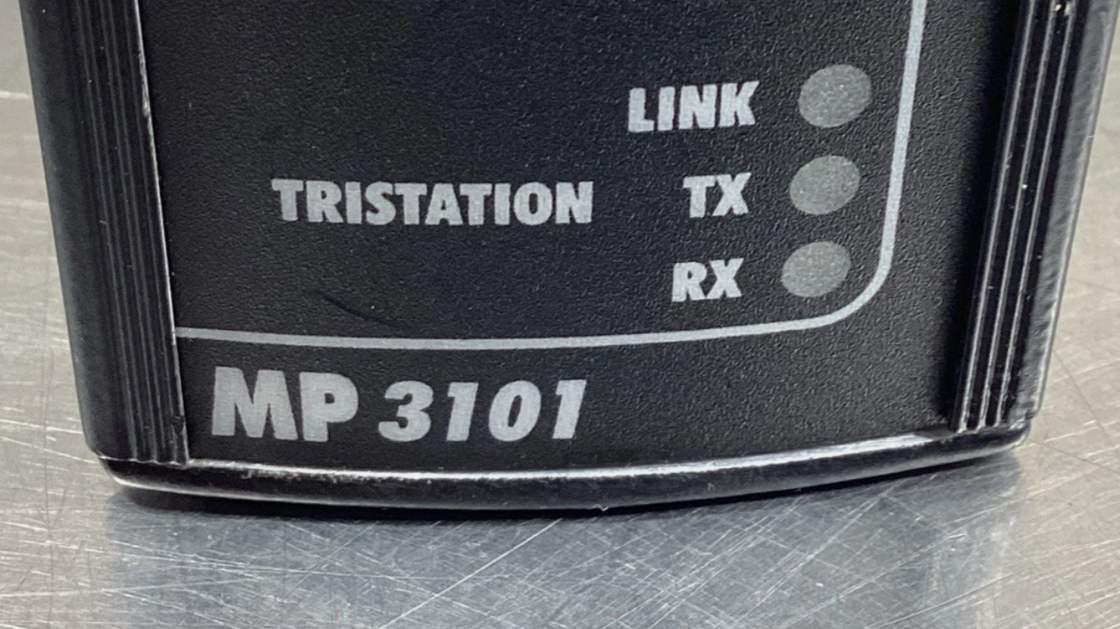 LINK
TRISTATION TX
RX
MP 3101